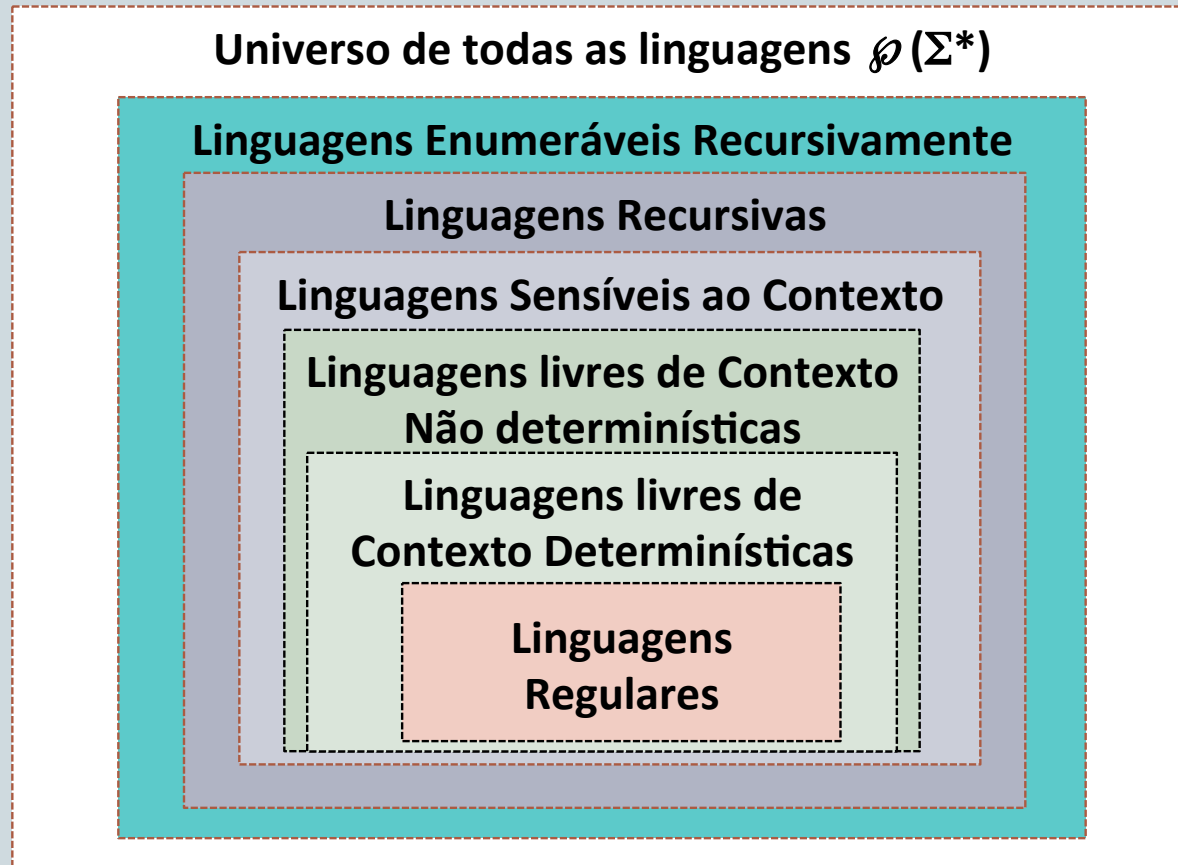 Universo de todas as linguagens ℘(Σ*)
Linguagens Enumeráveis Recursivamente
Linguagens Recursivas
Linguagens Sensíveis ao Contexto
Linguagens livres de Contexto
Não determinísticas
Linguagens livres de
Contexto Determinísticas
Linguagens
Regulares